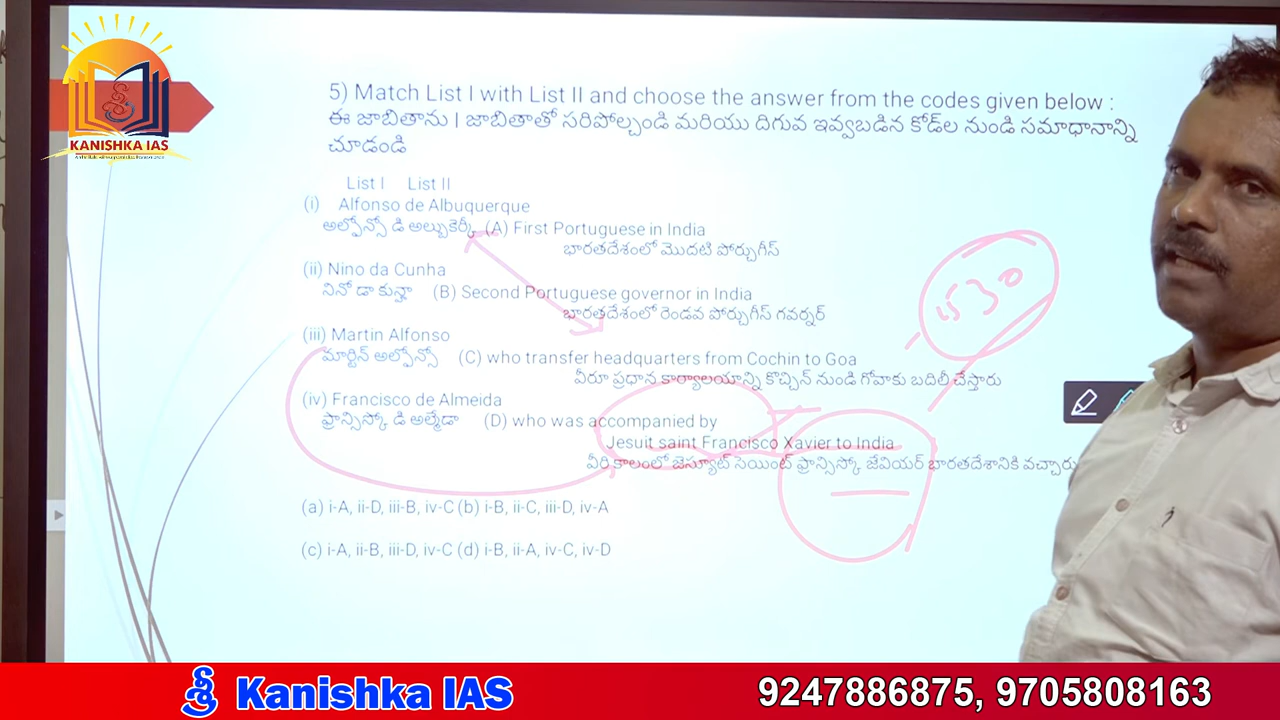 శ్రీ
KANISHKA IAS
5) Match List I with List II and choose the answer from the codes given below :
ఈ జాబితాను I జాబితాతో సరిపోల్చండి మరియు దిగువ ఇవ్వబడిన కోడ్‌ల నుండి సమాధానాన్ని
చూడండి
List I List II
(i) Alfonso de Albuquerque
అల్ఫోన్సో డి అల్బుకెర్కీ (A) First Portuguese in India
భారతదేశంలో మొదటి పోర్చుగీస్
(ii) Nino da Cunha
నినో డా కున్హా (B) Second Portuguese governor in India
భారతదేశంలో రెండవ పోర్చుగీస్ గవర్నర్
1530
(iii) Martin Alfonso
మార్టిన్ అల్ఫోన్సో (C) who transfer headquarters from Cochin to Goa
వీరూ ప్రధాన కార్యాలయాన్ని కొచ్చిన్ నుండి గోవాకు బదిలీ చేస్తారు
(iv) Francisco de Almeida
ఫ్రాన్సిస్కో డి అల్మేడా (D) who was accompanied by
Jesuit saint Francisco Xavier to India
వీరి కాలంలో జెస్యూట్ సెయింట్ ఫ్రాన్సిస్కో జేవియర్ భారతదేశానికి వచ్చారు
(a) i-A, ii-D, iii-B, iv-C (b) i-B, ii-C, iii-D, iv-A
(c) i-A, ii-B, iii-D, iv-C (d) i-B, ii-A, iv-C, iv-D
శ్రీ Kanishka IAS 9247886875, 9705808163